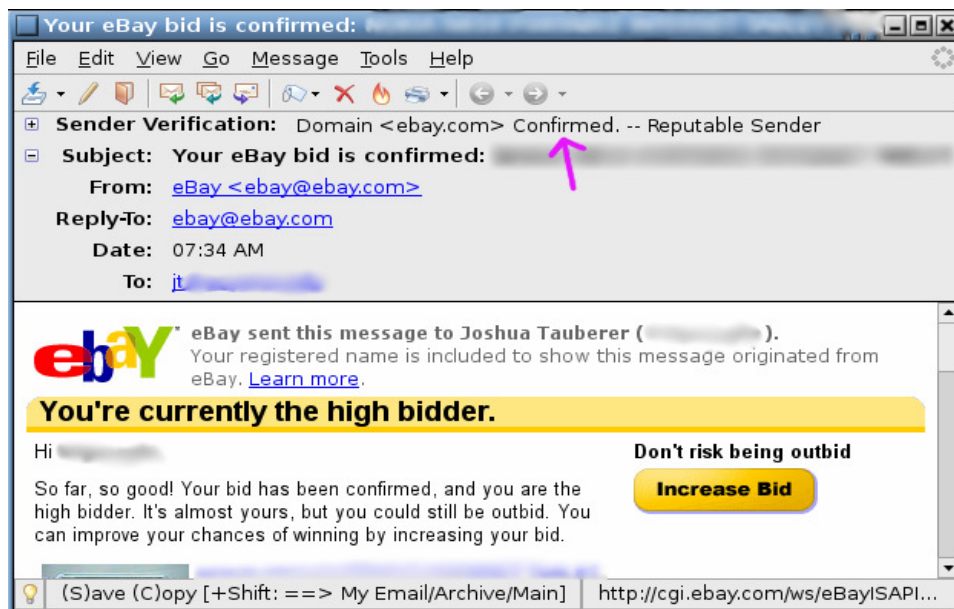 Your eBay bid is confirmed:
File Edit View Go Message Tools Help
Sender Verification: Domain <ebay.com> Confirmed. -- Reputable Sender
Subject: Your eBay bid is confirmed:
From: eBay <ebay@ebay.com>
Reply-To: ebay@ebay.com
Date: 07:34 AM
To: jt
ebaY
eBay sent this message to Joshua Tauberer ( ).
Your registered name is included to show this message originated from
eBay. Learn more.
You're currently the high bidder.
Hi
So far, so good! Your bid has been confirmed, and you are the
high bidder. It's almost yours, but you could still be outbid. You
can improve your chances of winning by increasing your bid.
Don't risk being outbid
Increase Bid
(S)ave (C)opy [+Shift: ==> My Email/Archive/Main] http://cgi.ebay.com/ws/eBayISAPI...